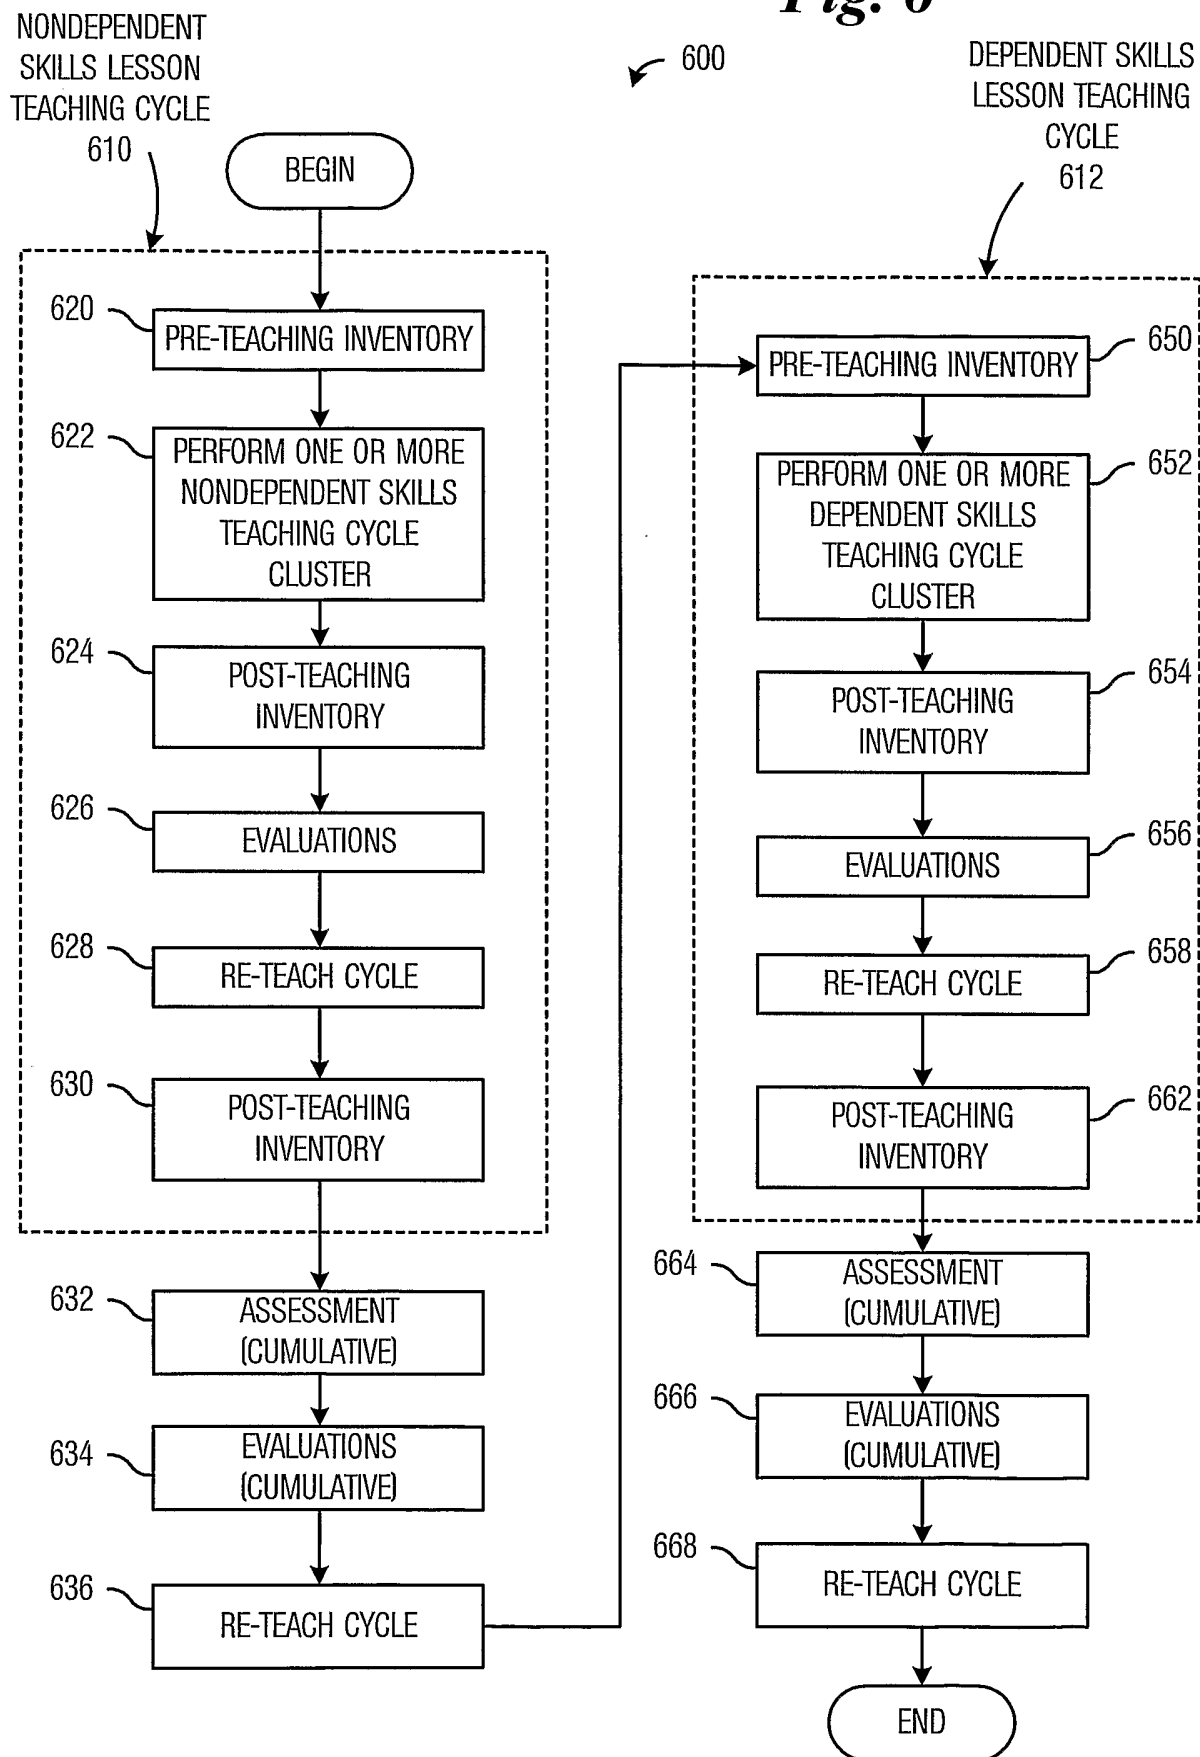 Fig. 6
600
NONDEPENDENT
SKILLS LESSON
TEACHING CYCLE
610
BEGIN
620
PRE-TEACHING INVENTORY
622
PERFORM ONE OR MORE
NONDEPENDENT SKILLS
TEACHING CYCLE
CLUSTER
624
POST-TEACHING
INVENTORY
626
EVALUATIONS
628
RE-TEACH CYCLE
630
POST-TEACHING
INVENTORY
632
ASSESSMENT
(CUMULATIVE)
634
EVALUATIONS
(CUMULATIVE)
636
RE-TEACH CYCLE
DEPENDENT SKILLS
LESSON TEACHING
CYCLE
612
650
PRE-TEACHING INVENTORY
652
PERFORM ONE OR MORE
DEPENDENT SKILLS
TEACHING CYCLE
CLUSTER
654
POST-TEACHING
INVENTORY
656
EVALUATIONS
658
RE-TEACH CYCLE
662
POST-TEACHING
INVENTORY
664
ASSESSMENT
(CUMULATIVE)
666
EVALUATIONS
(CUMULATIVE)
668
RE-TEACH CYCLE
END